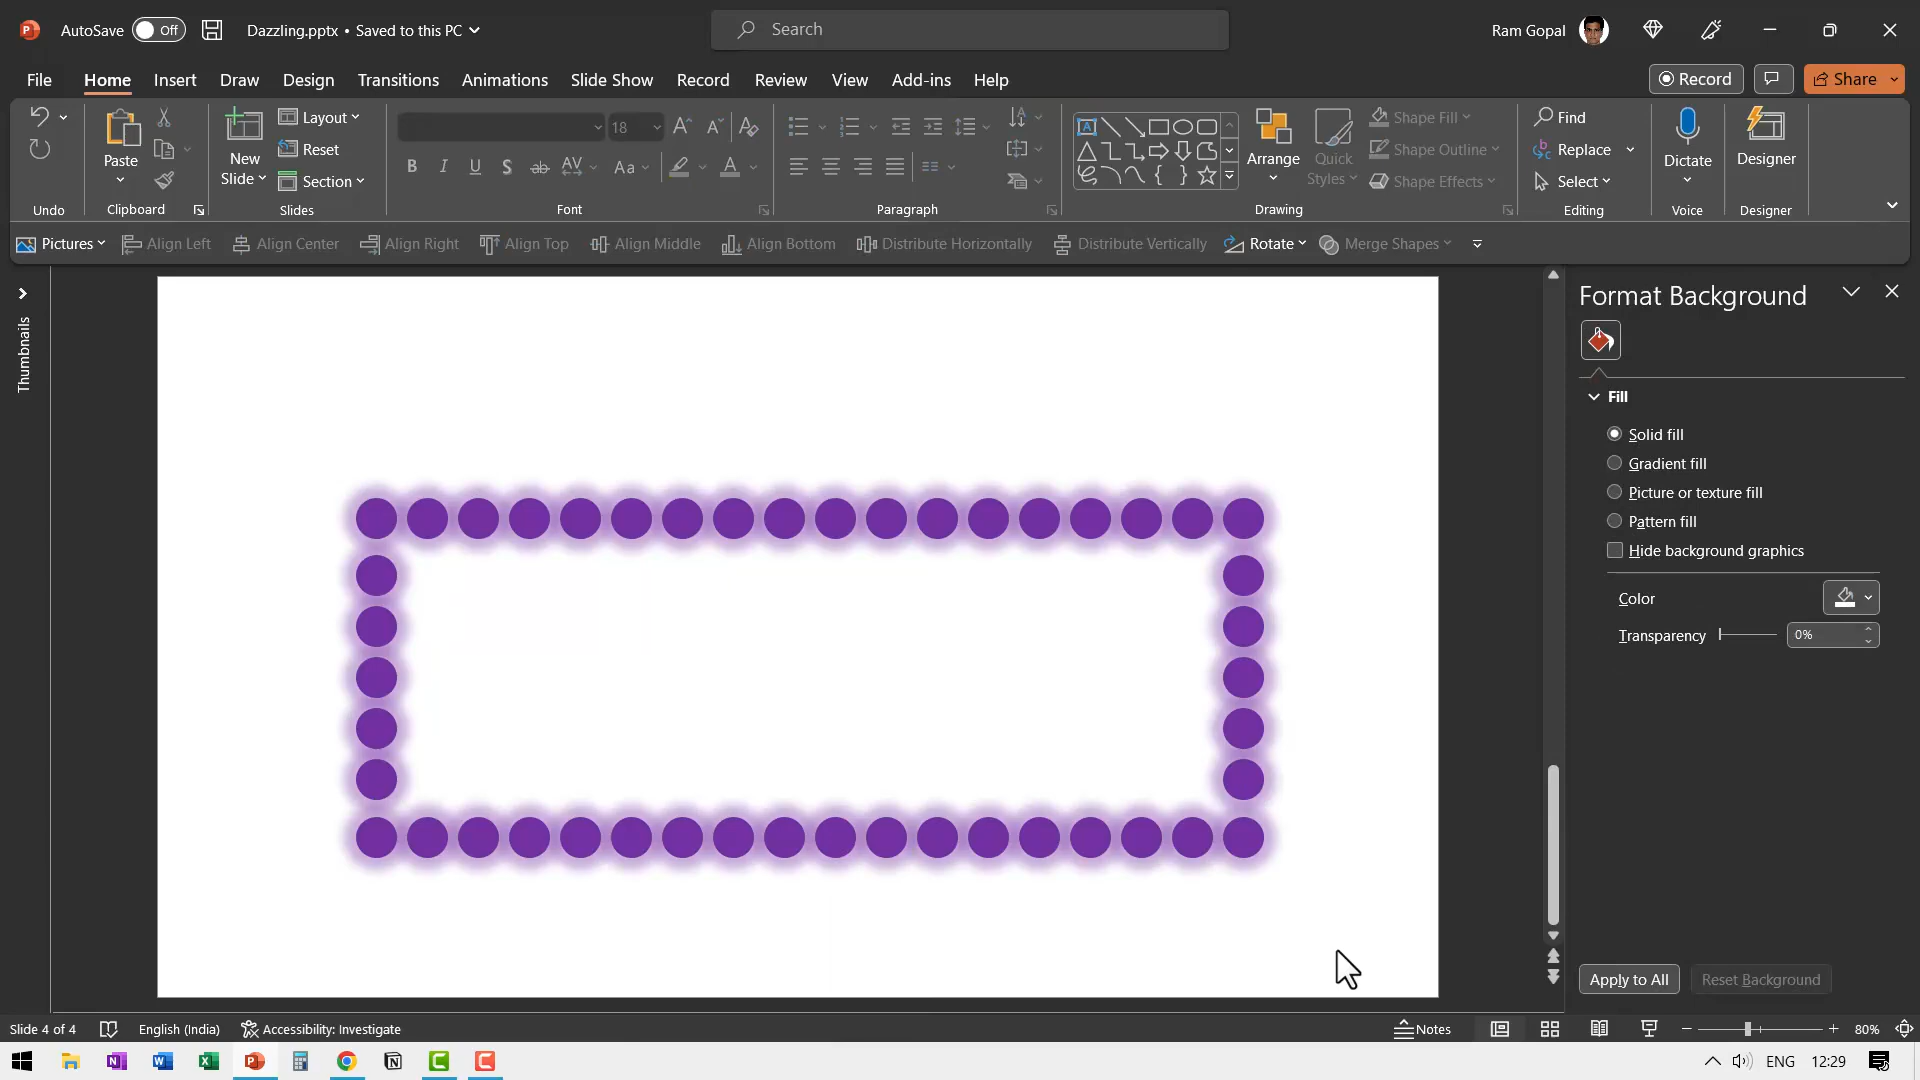 AutoSave Off Dazzling.pptx • Saved to this PC Search Ram Gopal
File Home Insert Draw Design Transitions Animations Slide Show Record Review View Add-ins Help Record Share
Paste New Slide Layout Reset Section 18 Arrange Quick Styles Shape Fill Shape Outline Shape Effects Find Replace Select Dictate Designer
Undo Clipboard Slides Font Paragraph Drawing Editing Voice Designer
Pictures Align Left Align Center Align Right Align Top Align Middle Align Bottom Distribute Horizontally Distribute Vertically Rotate Merge Shapes
Thumbnails
Format Background
Fill
Solid fill
Gradient fill
Picture or texture fill
Pattern fill
Hide background graphics
Color
Transparency 0%
Apply to All Reset Background
Slide 4 of 4 English (India) Accessibility: Investigate Notes 80%
ENG 12:29